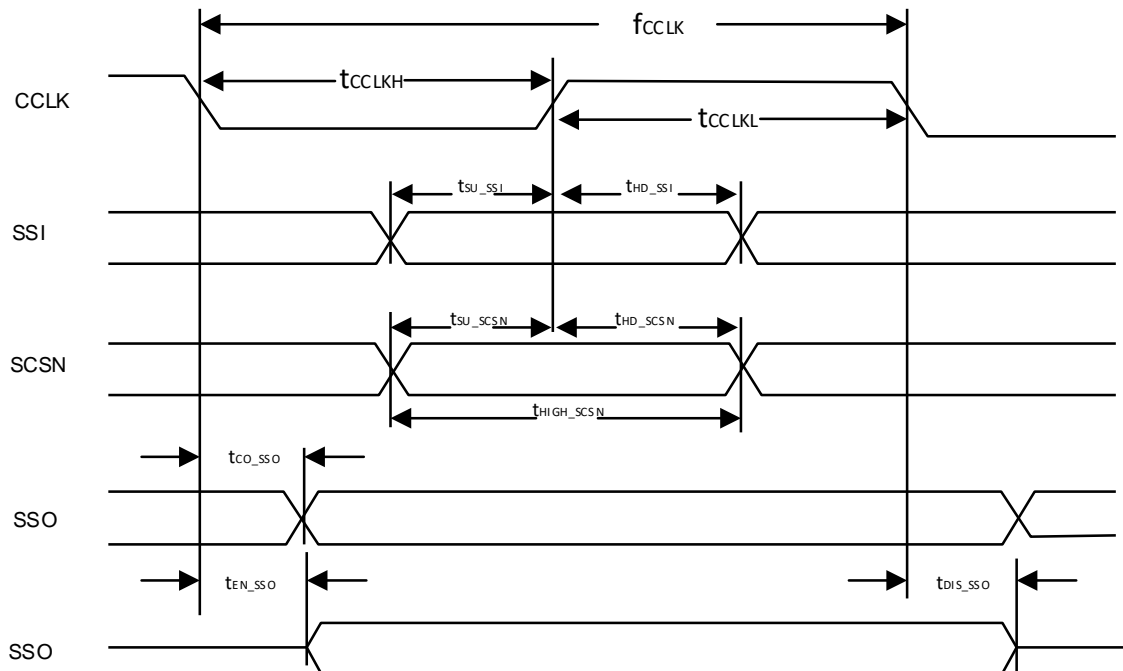 fCCLK
CCLK
tCCLKH
tCCLKL
tSU_SSI
tHD_SSI
SSI
tSU_SCSN
tHD_SCSN
SCSN
tHIGH_SCSN
tCO_SSO
SSO
tEN_SSO
tDIS_SSO
SSO